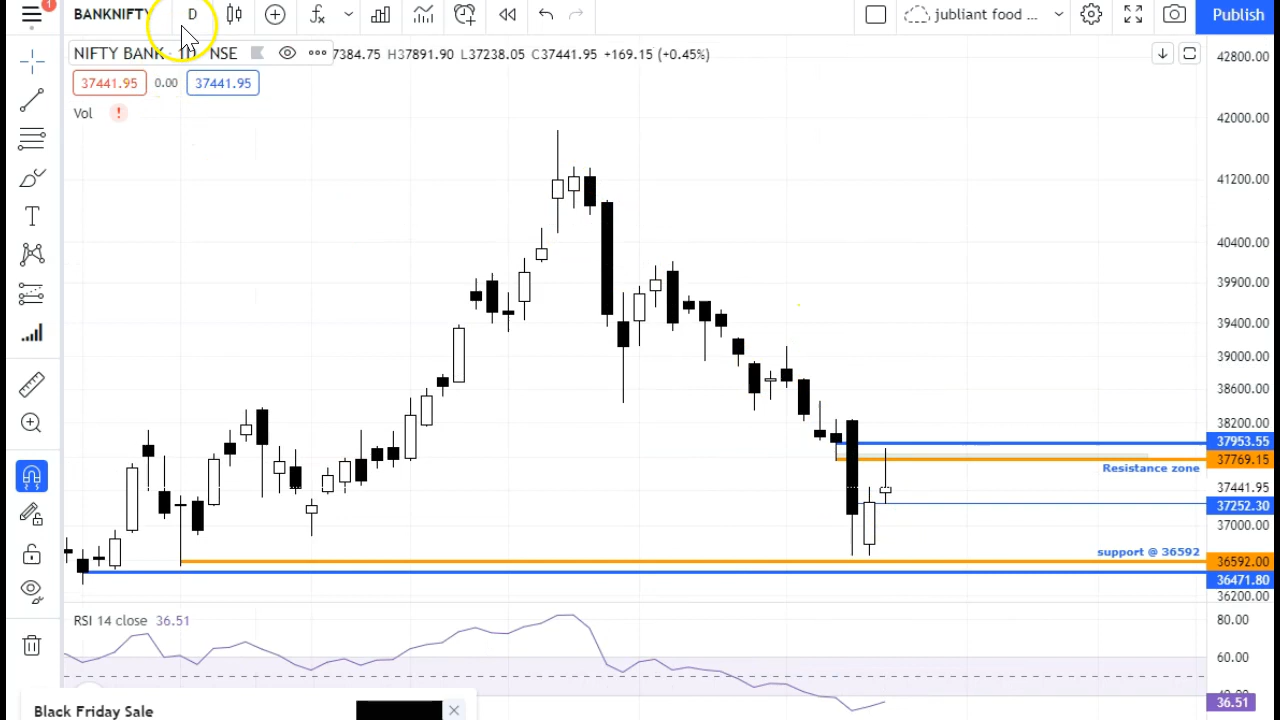 1
BANKNIFTY D jubliant food ... Publish
NIFTY BANK · 1D NSE 7384.75 H37891.90 L37238.05 C37441.95 +169.15 (+0.45%)
37441.95 0.00 37441.95
Vol !
42800.00
42000.00
41200.00
40400.00
39900.00
39400.00
39000.00
38600.00
38200.00
37953.55
37769.15
Resistance zone
37441.95
37252.30
37000.00
support @ 36592
36592.00
36471.80
36200.00
RSI 14 close 36.51
80.00
60.00
40.00
36.51
Black Friday Sale